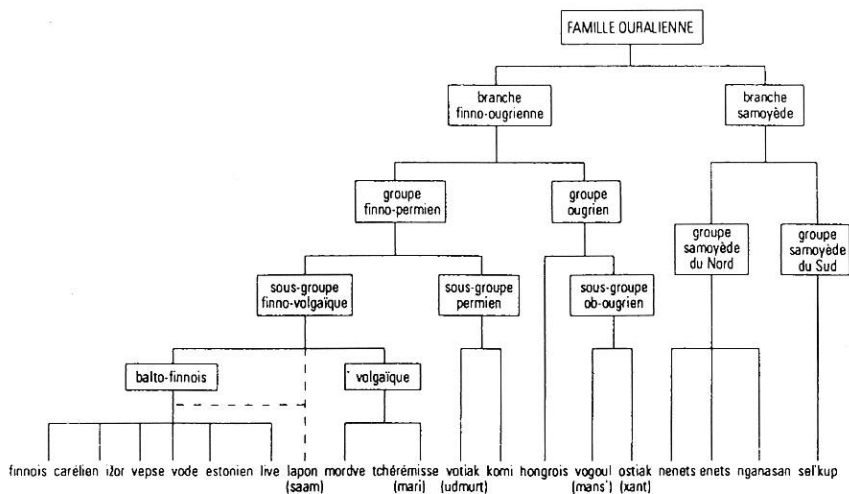 FAMILLE OURALIENNE
branche
finno-ougrienne
branche
samoyède
groupe
finno-permien
groupe
ougrien
groupe
samoyède
du Nord
groupe
samoyède
du Sud
sous-groupe
finno-volgaïque
sous-groupe
permien
sous-groupe
ob-ougrien
balto-finnois
volgaïque
finnois carélien ižor vepse vode estonien live lapon mordve tchérémisse votiak komi hongrois vogoul ostiak nenets enets nganasan sel'kup
(saam) (mari) (udmurt) (mans') (xant)